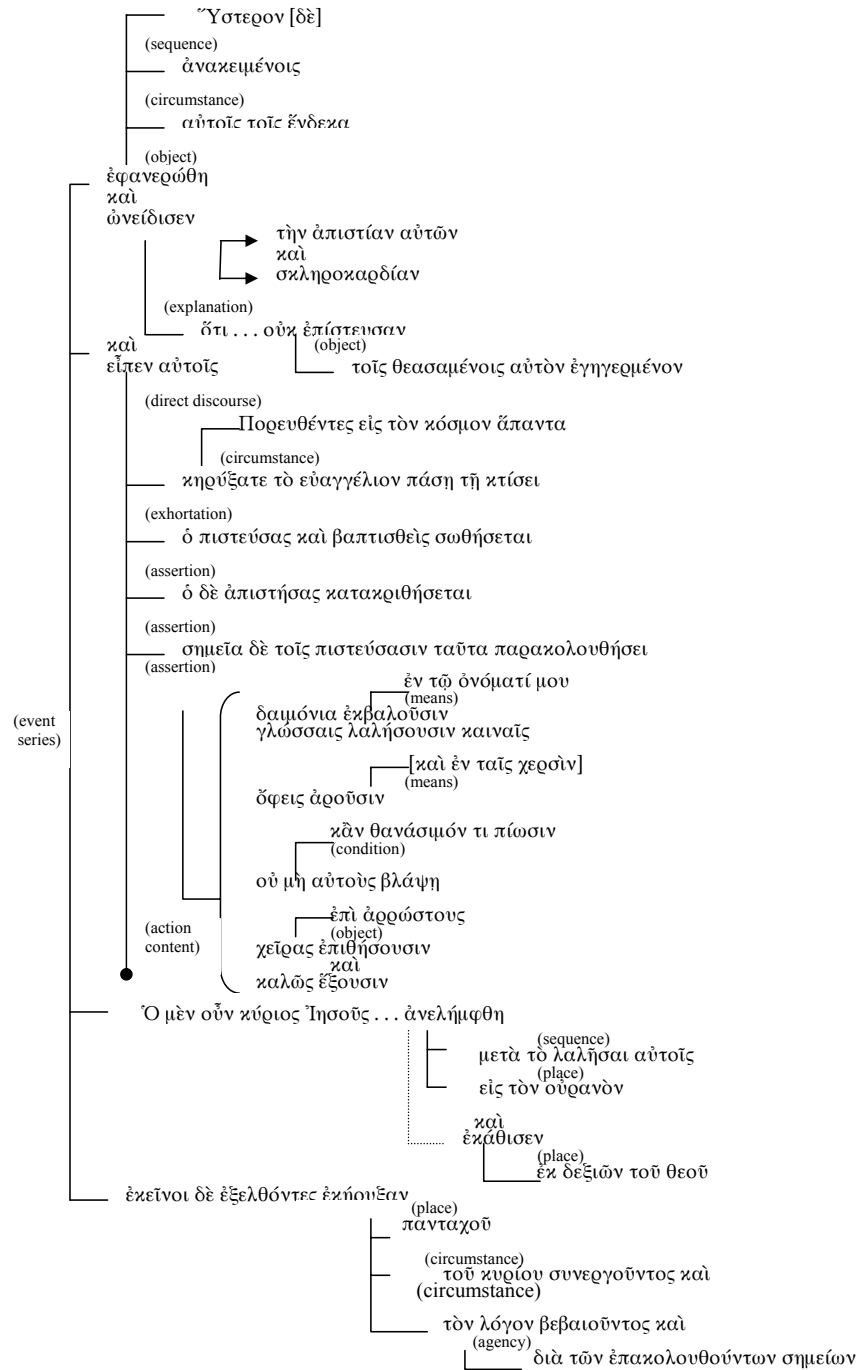 Ὕστερον [δὲ]
(sequence)
ἀνακειμένοις
(circumstance)
αὐτοῖς τοῖς ἕνδεκα
(object)
ἐφανερώθη
καὶ
ὠνείδισεν
τὴν ἀπιστίαν αὐτῶν
καὶ
σκληροκαρδίαν
(explanation)
ὅτι . . . οὐκ ἐπίστευσαν
(object)
καὶ
εἶπεν αὐτοῖς
τοῖς θεασαμένοις αὐτὸν ἐγηγερμένον
(direct discourse)
Πορευθέντες εἰς τὸν κόσμον ἅπαντα
(circumstance)
κηρύξατε τὸ εὐαγγέλιον πάσῃ τῇ κτίσει
(exhortation)
ὁ πιστεύσας καὶ βαπτισθεὶς σωθήσεται
(assertion)
ὁ δὲ ἀπιστήσας κατακριθήσεται
(assertion)
σημεῖα δὲ τοῖς πιστεύσασιν ταῦτα παρακολουθήσει
(assertion)
ἐν τῷ ὀνόματί μου
(means)
δαιμόνια ἐκβαλοῦσιν
γλώσσαις λαλήσουσιν καιναῖς
(event
series)
[καὶ ἐν ταῖς χερσὶν]
(means)
ὄφεις ἀροῦσιν
κἂν θανάσιμόν τι πίωσιν
(condition)
οὐ μὴ αὐτοὺς βλάψῃ
ἐπὶ ἀρρώστους
(object)
(action
content)
χεῖρας ἐπιθήσουσιν
καὶ
καλῶς ἕξουσιν
Ὁ μὲν οὖν κύριος Ἰησοῦς . . . ἀνελήμφθη
(sequence)
μετὰ τὸ λαλῆσαι αὐτοῖς
(place)
εἰς τὸν οὐρανὸν
καὶ
ἐκάθισεν
(place)
ἐκ δεξιῶν τοῦ θεοῦ
ἐκεῖνοι δὲ ἐξελθόντες ἐκήρυξαν
(place)
πανταχοῦ
(circumstance)
τοῦ κυρίου συνεργοῦντος καὶ
(circumstance)
τὸν λόγον βεβαιοῦντος καὶ
(agency)
διὰ τῶν ἐπακολουθούντων σημείων